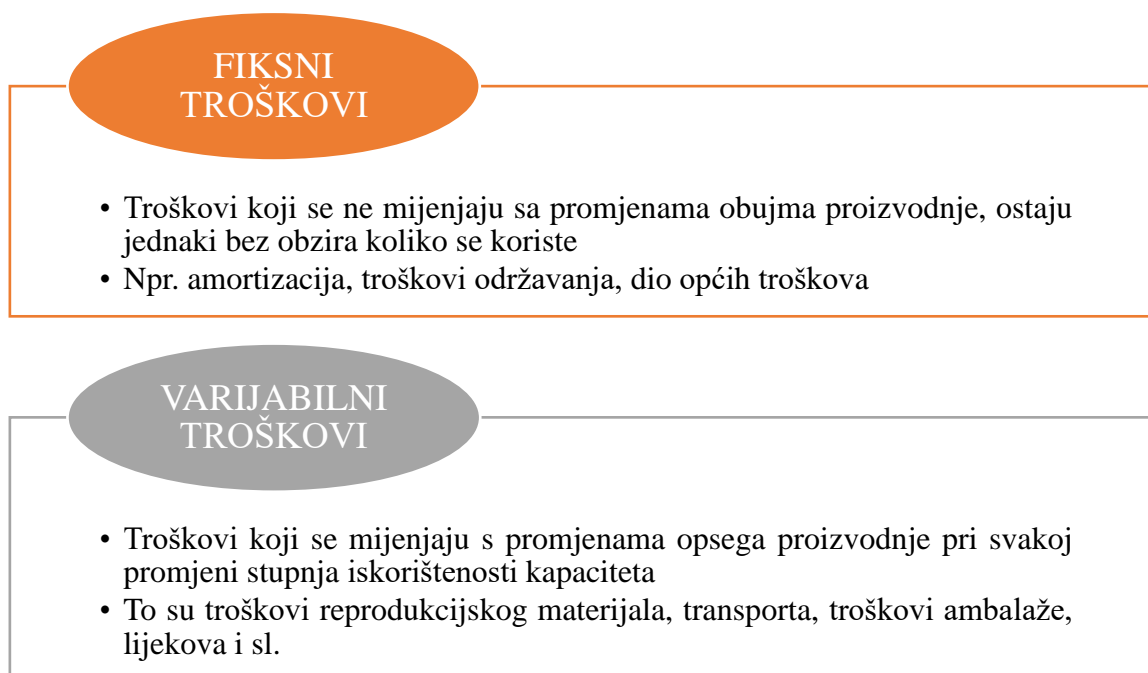 FIKSNI
TROŠKOVI
• Troškovi koji se ne mijenjaju sa promjenama obujma proizvodnje, ostaju
jednaki bez obzira koliko se koriste
• Npr. amortizacija, troškovi održavanja, dio općih troškova
VARIJABILNI
TROŠKOVI
• Troškovi koji se mijenjaju s promjenama opsega proizvodnje pri svakoj
promjeni stupnja iskorištenosti kapaciteta
• To su troškovi reprodukcijskog materijala, transporta, troškovi ambalaže,
lijekova i sl.